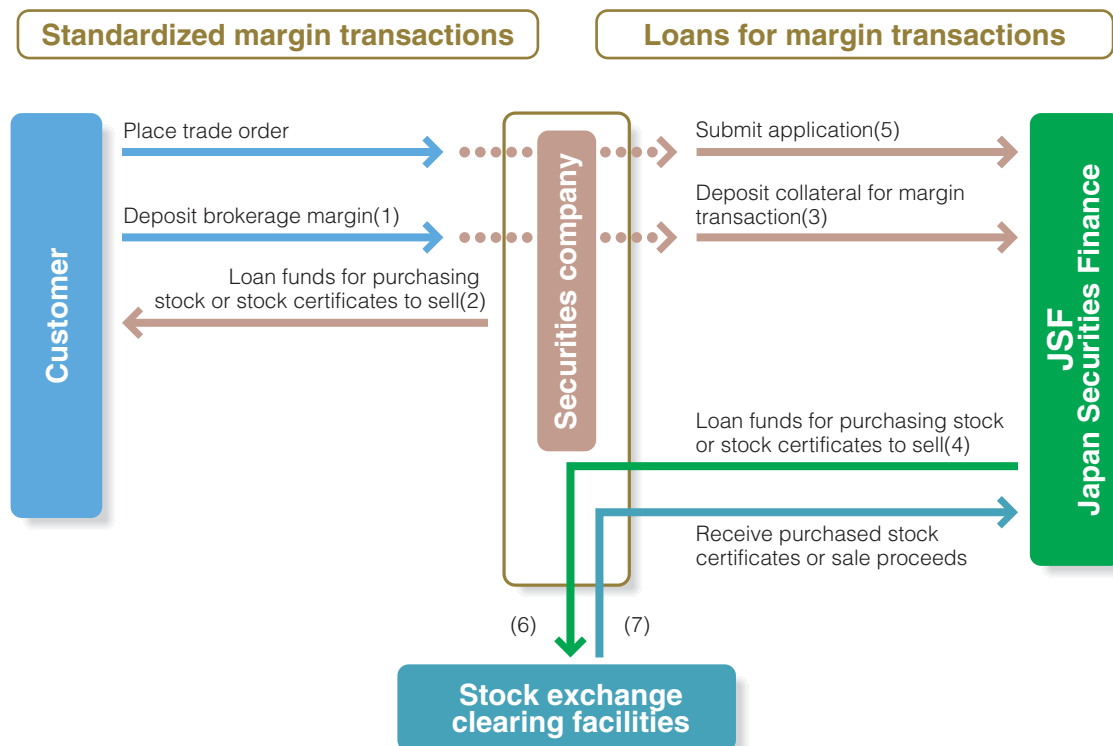 Standardized margin transactions
Loans for margin transactions
Customer
Place trade order
Deposit brokerage margin(1)
Loan funds for purchasing
stock or stock certificates to sell(2)
Securities company
Submit application(5)
Deposit collateral for margin
transaction(3)
Loan funds for purchasing stock
or stock certificates to sell(4)
Receive purchased stock
certificates or sale proceeds
JSF
Japan Securities Finance
(6)
(7)
Stock exchange
clearing facilities